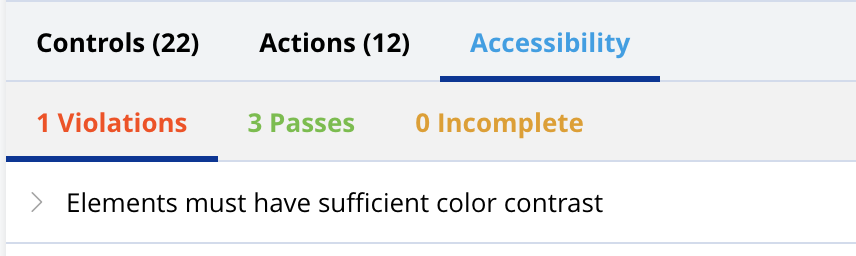 Controls (22) Actions (12) Accessibility
1 Violations 3 Passes 0 Incomplete
Elements must have sufficient color contrast